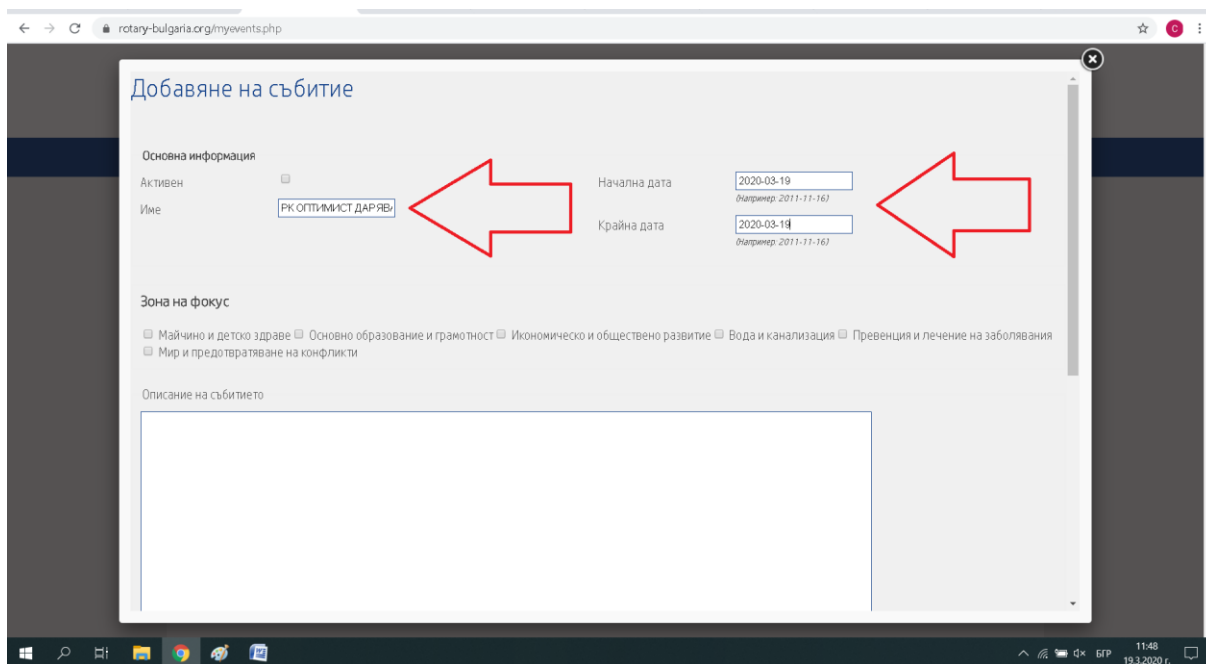 rotary-bulgaria.org/myevents.php
C
Добавяне на събитие
Основна информация
Активен
Начална дата
2020-03-19
(Например: 2011-11-16)
Име
РК ОПТИМИСТ ДАРЯВА
Крайна дата
2020-03-19
(Например: 2011-11-16)
Зона на фокус
Майчино и детско здраве Основно образование и грамотност Икономическо и обществено развитие Вода и канализация Превенция и лечение на заболявания
Мир и предотвратяване на конфликти
Описание на събитието
БГР
11:48
19.3.2020 г.